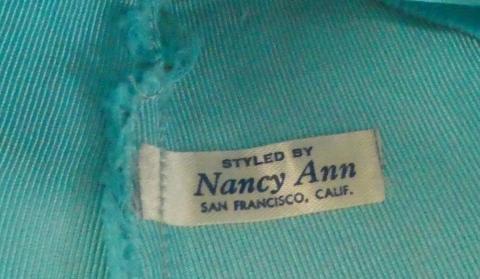 STYLED BY
Nancy Ann
SAN FRANCISCO, CALIF.